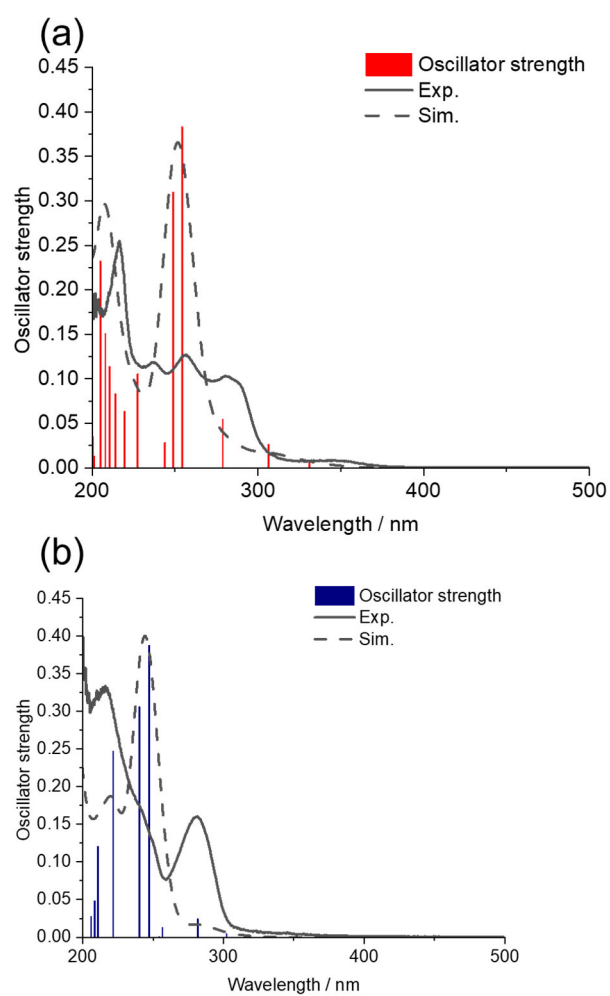 (a)
Oscillator strength
Exp.
Sim.
0.45
0.40
0.35
0.30
0.25
0.20
0.15
0.10
0.05
0.00
Oscillator strength
200 300 400 500
Wavelength / nm
(b)
Oscillator strength
Exp.
Sim.
0.45
0.40
0.35
0.30
0.25
0.20
0.15
0.10
0.05
0.00
Oscillator strength
200 300 400 500
Wavelength / nm